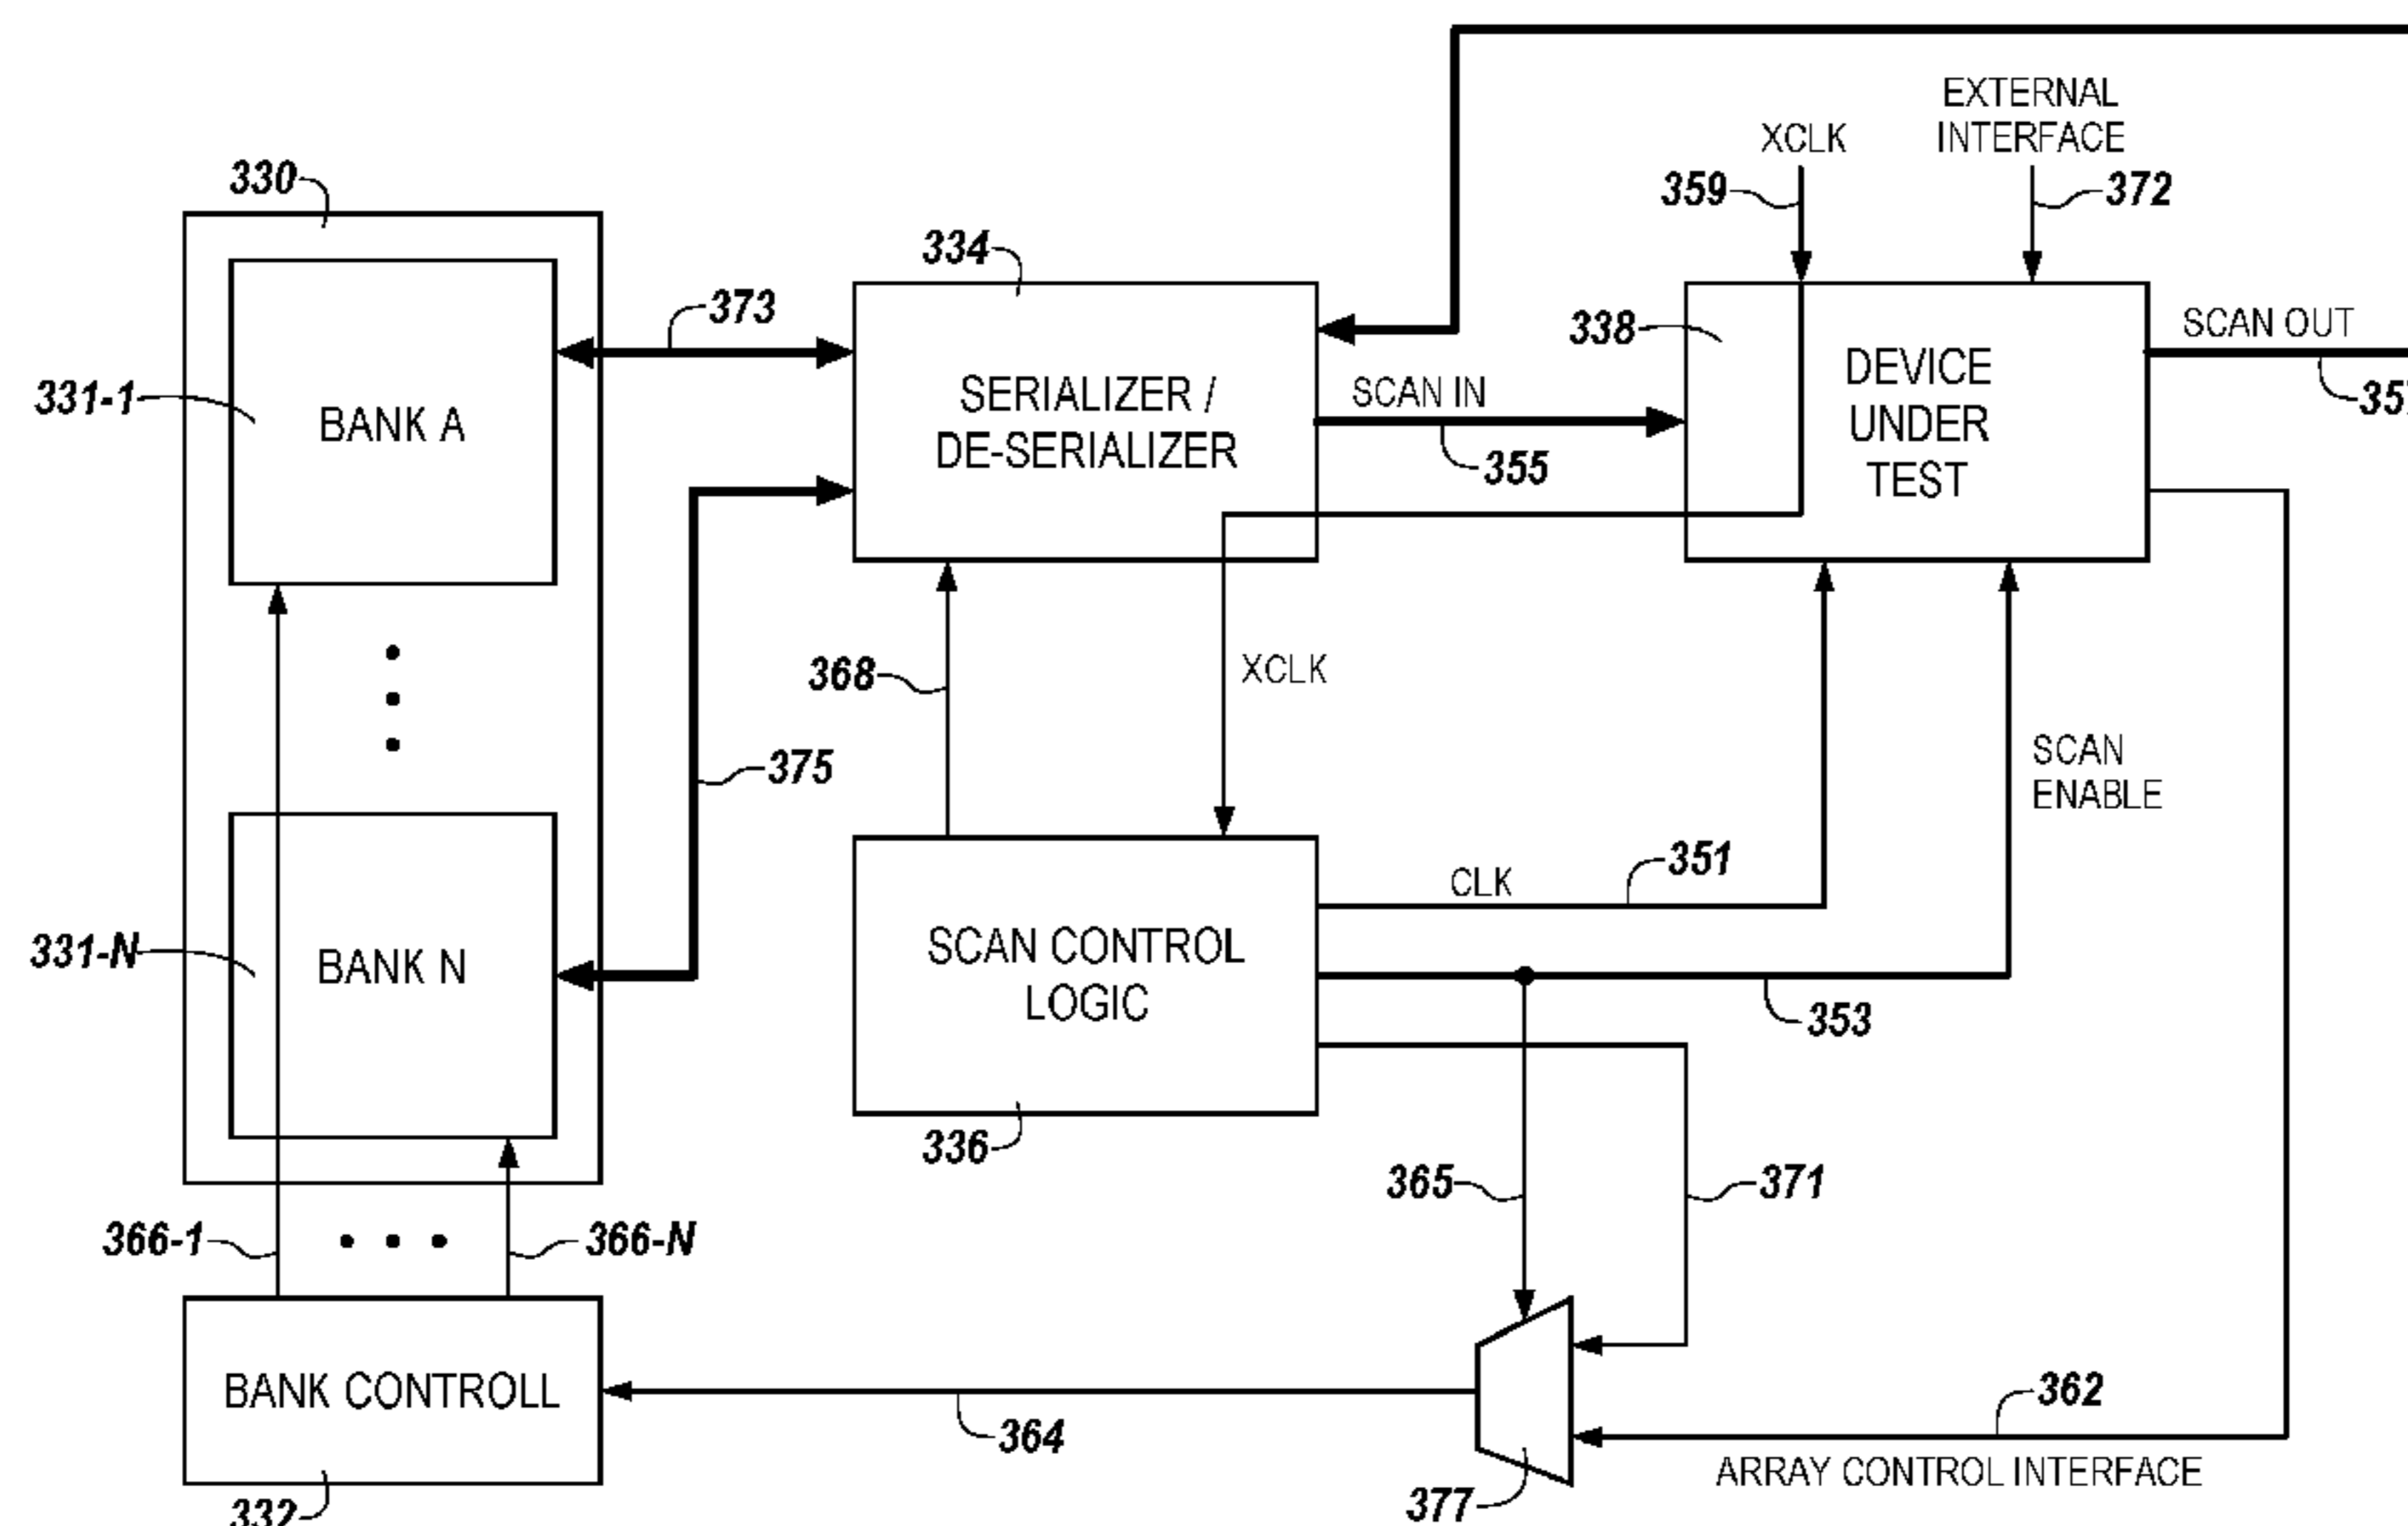 EXTERNAL
INTERFACE
XCLK
330
359
372
334
373
338
SCAN OUT
331-1
BANK A
SERIALIZER /
DE-SERIALIZER
SCAN IN
355
DEVICE
UNDER
TEST
368
XCLK
375
SCAN
ENABLE
351
CLK
331-N
BANK N
SCAN CONTROL
LOGIC
353
336
365
371
366-1
366-N
BANK CONTROLL
364
362
ARRAY CONTROL INTERFACE
377
332